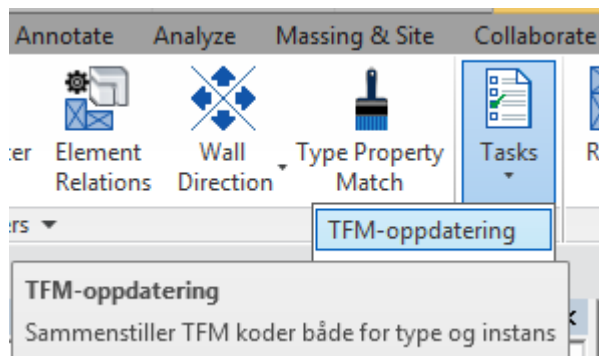 Annotate Analyze Massing & Site Collaborate
Element Wall Type Property Tasks
Relations Direction Match
TFM-oppdatering
TFM-oppdatering
Sammenstiller TFM koder både for type og instans